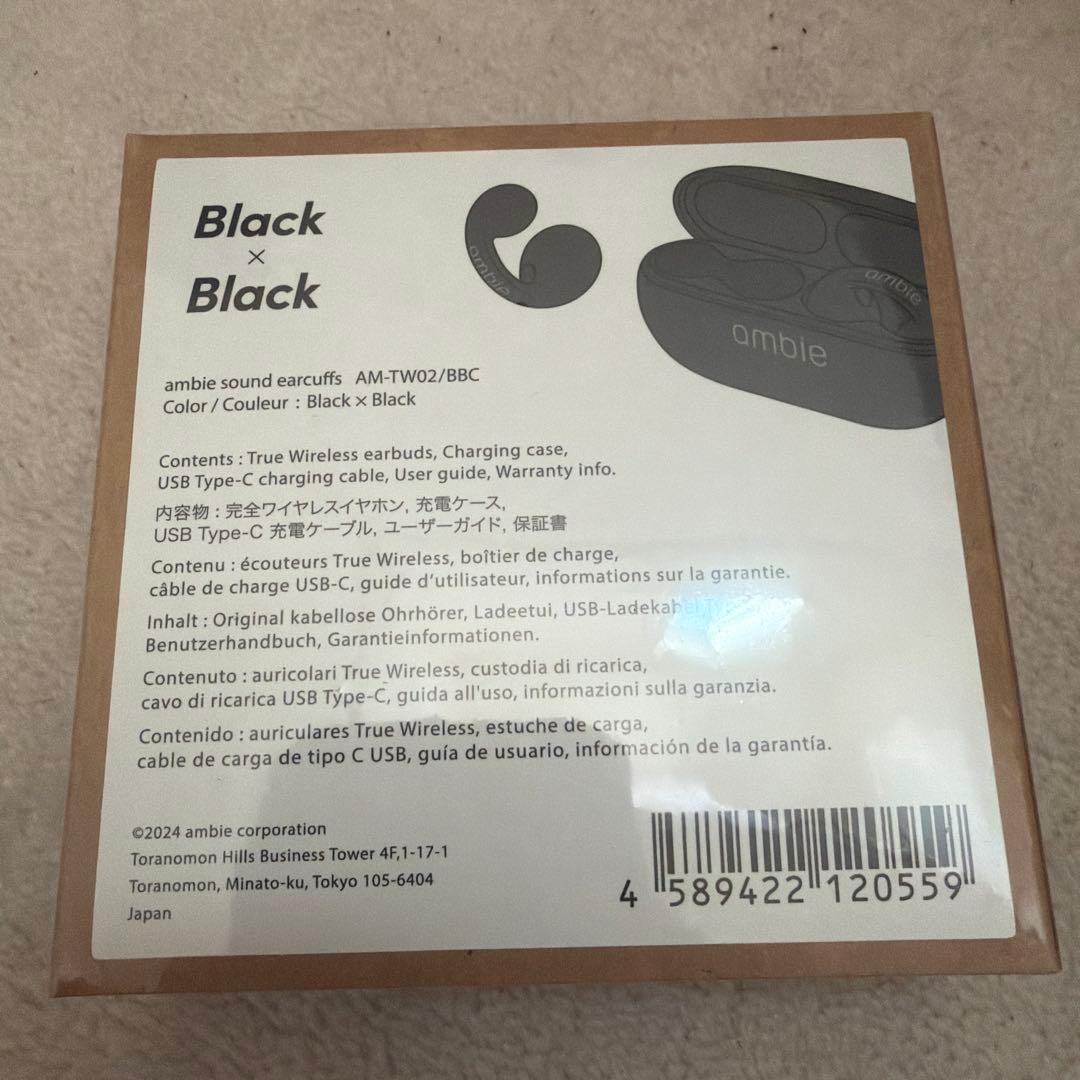 Black
×
Black
ambie
ambie
ambie
ambie sound earcuffs AM-TW02/BBC
Color / Couleur : Black × Black
Contents : True Wireless earbuds, Charging case,
USB Type-C charging cable, User guide, Warranty info.
内容物 : 完全ワイヤレスイヤホン, 充電ケース,
USB Type-C 充電ケーブル, ユーザーガイド, 保証書
Contenu : écouteurs True Wireless, boîtier de charge,
câble de charge USB-C, guide d'utilisateur, informations sur la garantie.
Inhalt : Original kabellose Ohrhörer, Ladeetui, USB-Ladekabel
Benutzerhandbuch, Garantieinformationen.
Contenuto : auricolari True Wireless, custodia di ricarica,
cavo di ricarica USB Type-C, guida all'uso, informazioni sulla garanzia.
Contenido : auriculares True Wireless, estuche de carga,
cable de carga de tipo C USB, guía de usuario, información de la garantía.
©2024 ambie corporation
Toranomon Hills Business Tower 4F,1-17-1
Toranomon, Minato-ku, Tokyo 105-6404
Japan
4 589422 120559